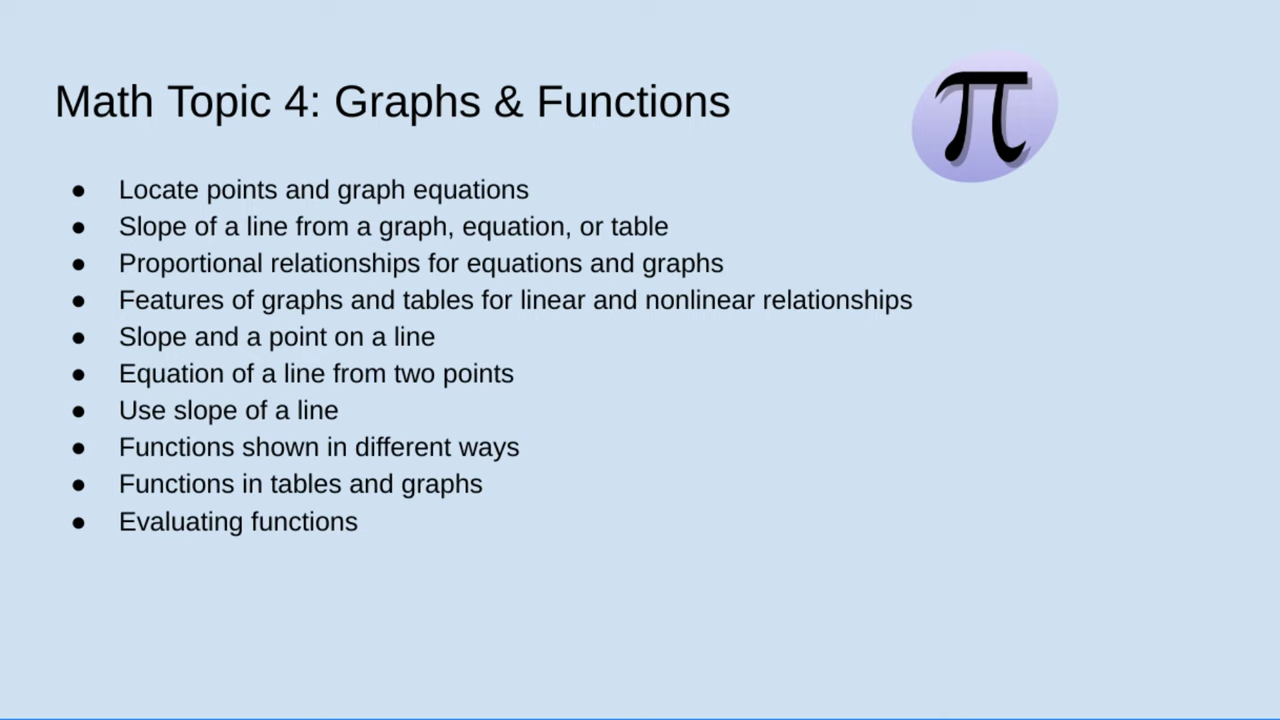 Math Topic 4: Graphs & Functions
π
● Locate points and graph equations
● Slope of a line from a graph, equation, or table
● Proportional relationships for equations and graphs
● Features of graphs and tables for linear and nonlinear relationships
● Slope and a point on a line
● Equation of a line from two points
● Use slope of a line
● Functions shown in different ways
● Functions in tables and graphs
● Evaluating functions